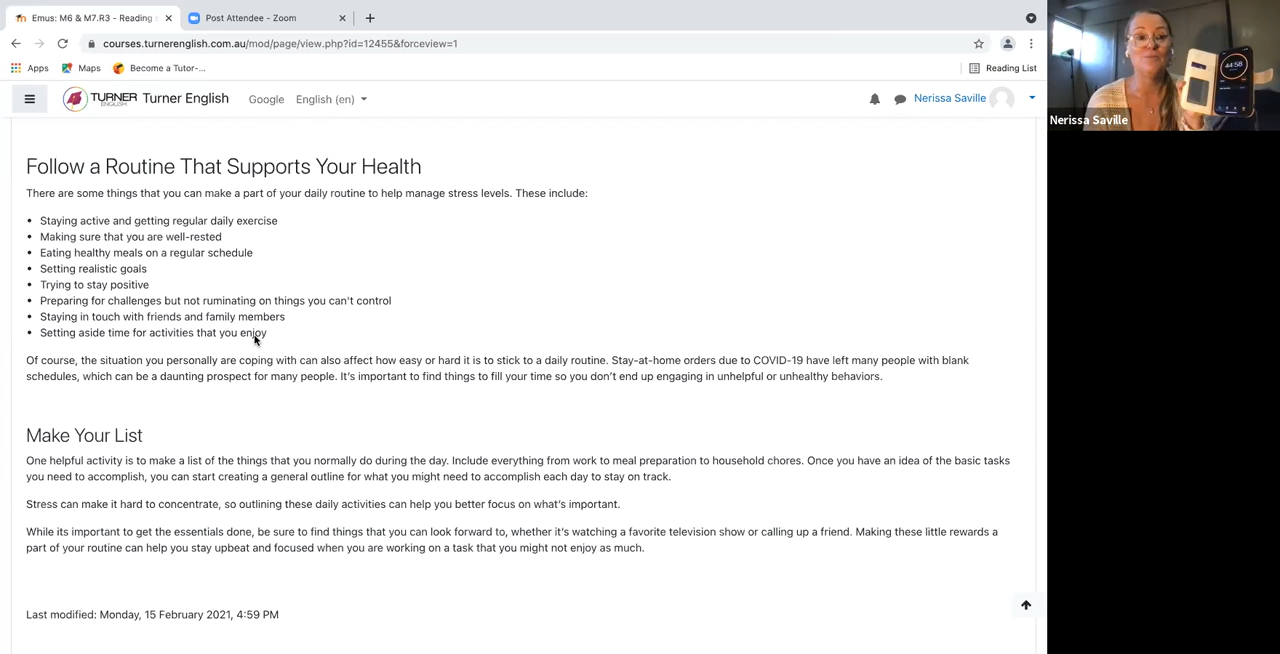 Emus: M6 & M7.R3 - Reading
Post Attendee - Zoom
courses.turnerenglish.com.au/mod/page/view.php?id=12455&forceview=1
Apps Maps Become a Tutor-... Reading List
TURNER ENGLISH Turner English Google English (en) Nerissa Saville
44:58
Nerissa Saville
Follow a Routine That Supports Your Health
There are some things that you can make a part of your daily routine to help manage stress levels. These include:
• Staying active and getting regular daily exercise
• Making sure that you are well-rested
• Eating healthy meals on a regular schedule
• Setting realistic goals
• Trying to stay positive
• Preparing for challenges but not ruminating on things you can't control
• Staying in touch with friends and family members
• Setting aside time for activities that you enjoy
Of course, the situation you personally are coping with can also affect how easy or hard it is to stick to a daily routine. Stay-at-home orders due to COVID-19 have left many people with blank
schedules, which can be a daunting prospect for many people. It's important to find things to fill your time so you don't end up engaging in unhelpful or unhealthy behaviors.
Make Your List
One helpful activity is to make a list of the things that you normally do during the day. Include everything from work to meal preparation to household chores. Once you have an idea of the basic tasks
you need to accomplish, you can start creating a general outline for what you might need to accomplish each day to stay on track.
Stress can make it hard to concentrate, so outlining these daily activities can help you better focus on what's important.
While its important to get the essentials done, be sure to find things that you can look forward to, whether it's watching a favorite television show or calling up a friend. Making these little rewards a
part of your routine can help you stay upbeat and focused when you are working on a task that you might not enjoy as much.
Last modified: Monday, 15 February 2021, 4:59 PM